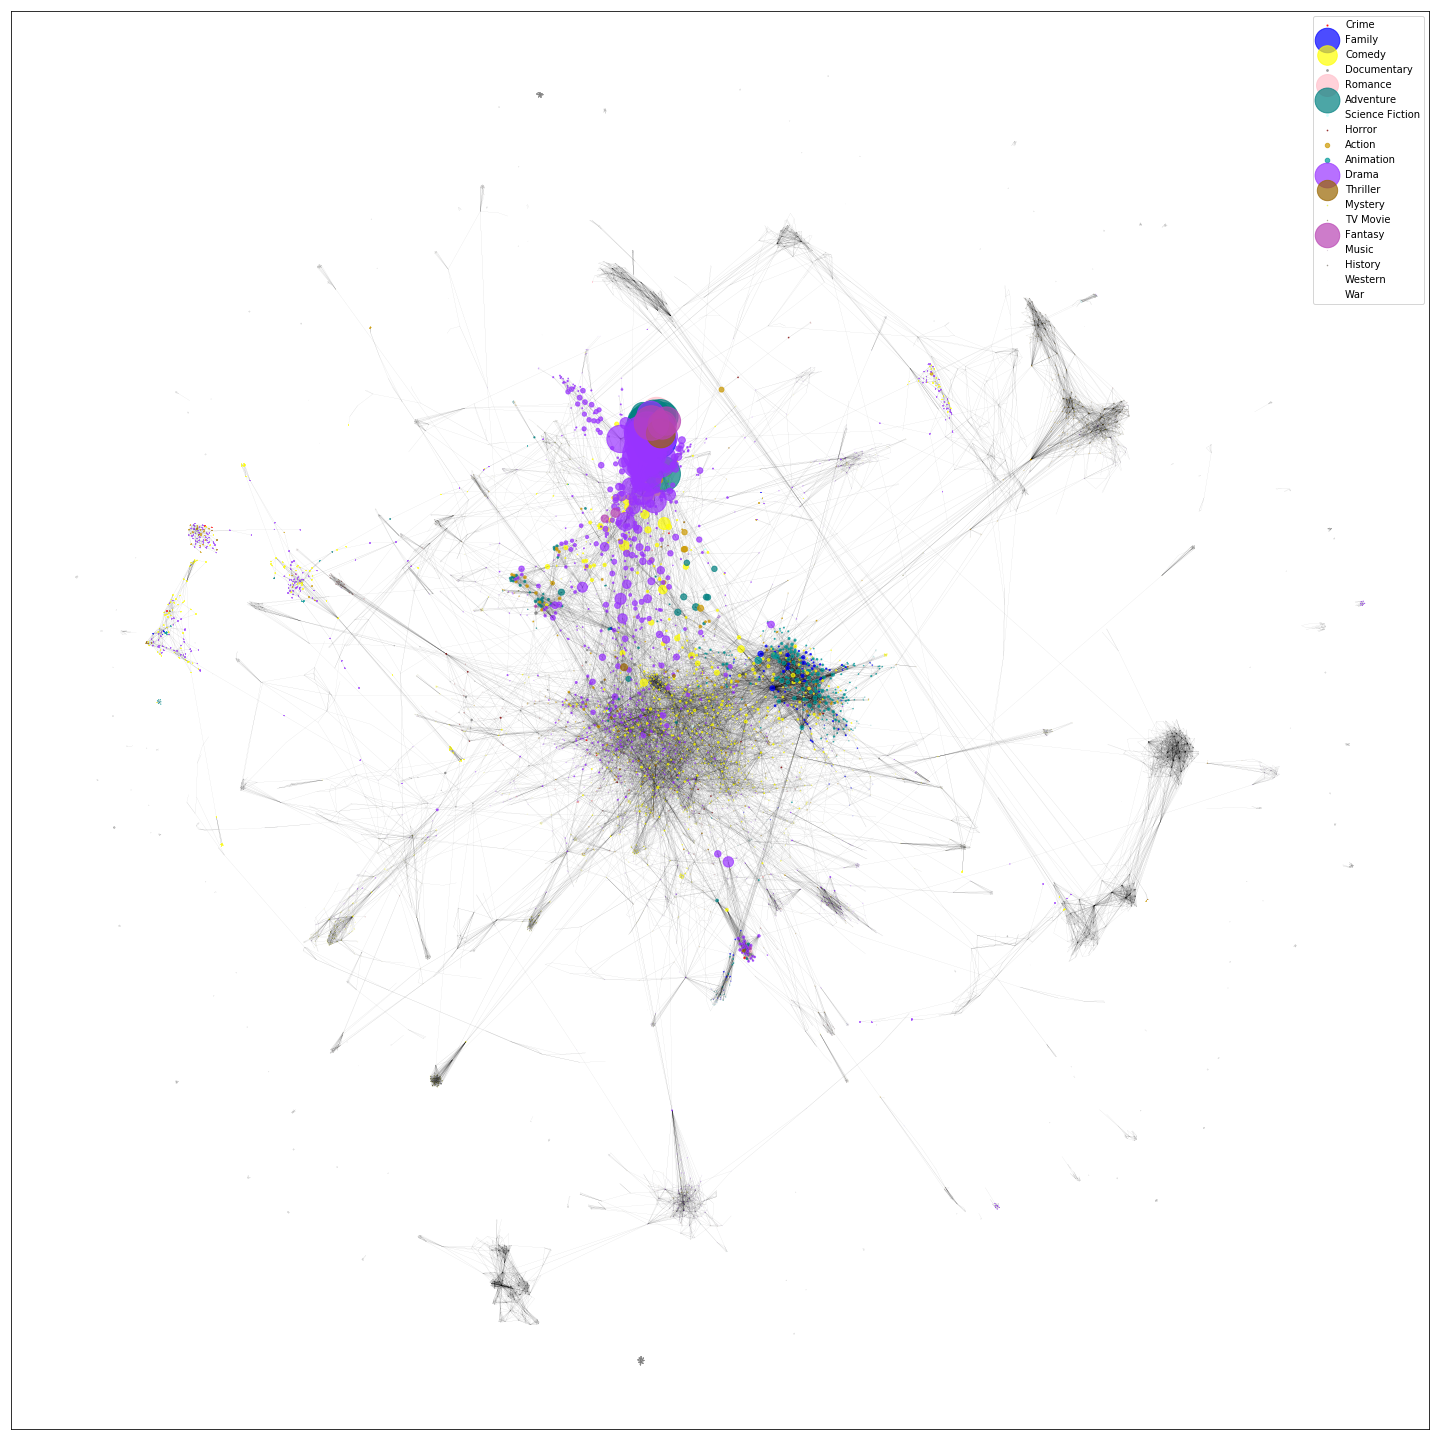 Crime
Family
Comedy
Documentary
Romance
Adventure
Science Fiction
Horror
Action
Animation
Drama
Thriller
Mystery
TV Movie
Fantasy
Music
History
Western
War